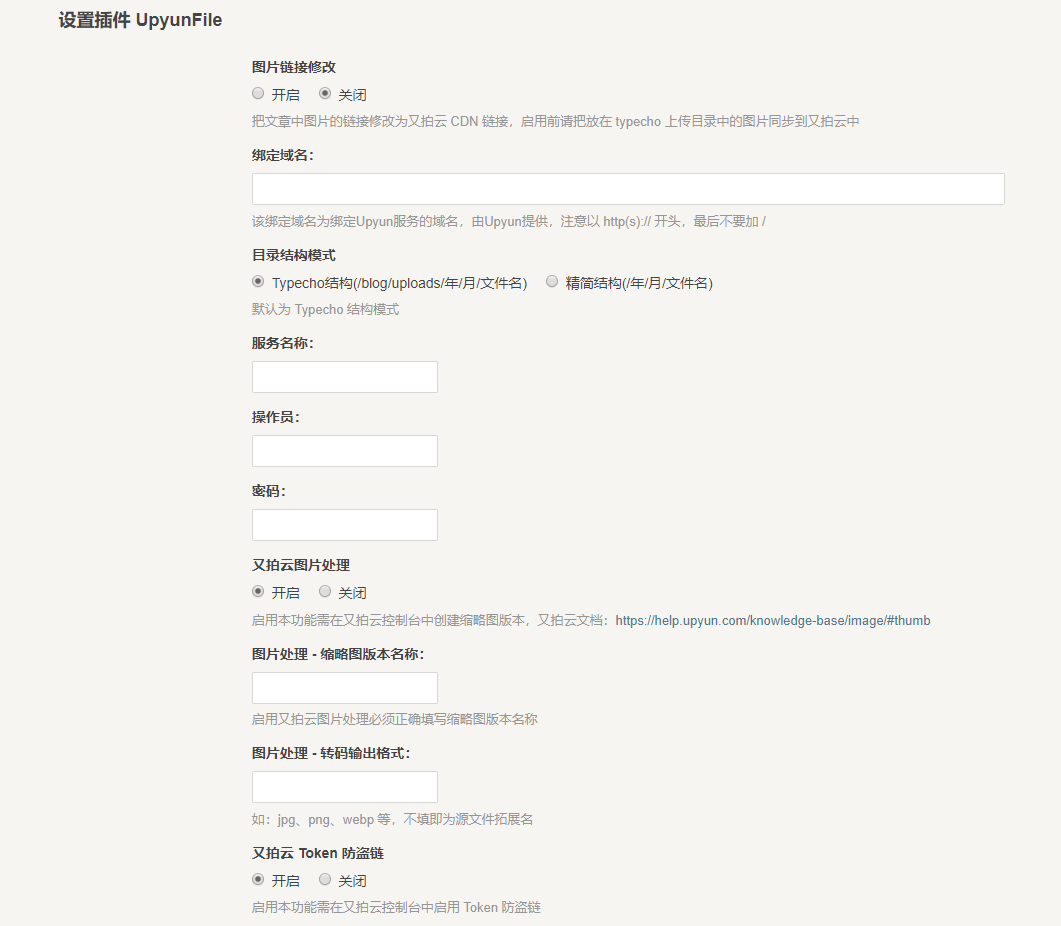 设置插件 UpyunFile
图片链接修改
开启 关闭
把文章中图片的链接修改为又拍云 CDN 链接，启用前请把放在 typecho 上传目录中的图片同步到又拍云中
绑定域名：
该绑定域名为绑定Upyun服务的域名，由Upyun提供，注意以 http(s):// 开头，最后不要加 /
目录结构模式
Typecho结构(/blog/uploads/年/月/文件名) 精简结构(/年/月/文件名)
默认为 Typecho 结构模式
服务名称：
操作员：
密码：
又拍云图片处理
开启 关闭
启用本功能需在又拍云控制台中创建缩略图版本，又拍云文档：https://help.upyun.com/knowledge-base/image/#thumb
图片处理 - 缩略图版本名称：
启用又拍云图片处理必须正确填写缩略图版本名称
图片处理 - 转码输出格式：
如：jpg、png、webp 等，不填即为源文件拓展名
又拍云 Token 防盗链
开启 关闭
启用本功能需在又拍云控制台中启用 Token 防盗链